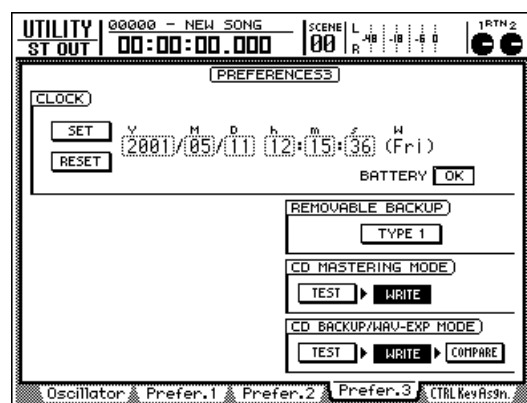 UTILITY 00000 - NEW SONG SCENE L -48 -18 -6 0 1 RTN 2
ST OUT 00:00:00.000 00 R
PREFERENCES3
CLOCK
SET Y M D h m s W
2001/05/11 12:15:36 (Fri)
RESET
BATTERY OK
REMOVABLE BACKUP
TYPE 1
CD MASTERING MODE
TEST WRITE
CD BACKUP/WAV-EXP MODE
TEST WRITE COMPARE
Oscillator Prefer.1 Prefer.2 Prefer.3 CTRL Key Asgn.